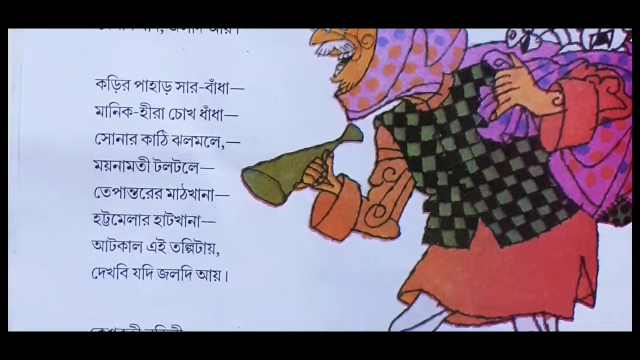 কড়ির পাহাড় সার-বাঁধা—
মানিক-হীরা চোখ ধাঁধা—
সোনার কাঠি ঝলমলে,—
ময়নামতী টলটলে—
তেপান্তরের মাঠখানা—
হট্টমেলার হাটখানা—
আটকাল এই তল্পিটায়,
দেখবি যদি জলদি আয়।